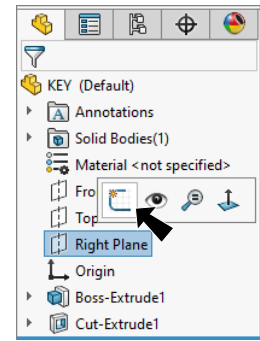 KEY (Default)
Annotations
Solid Bodies(1)
Material <not specified>
Fro
Top
Right Plane
Origin
Boss-Extrude1
Cut-Extrude1